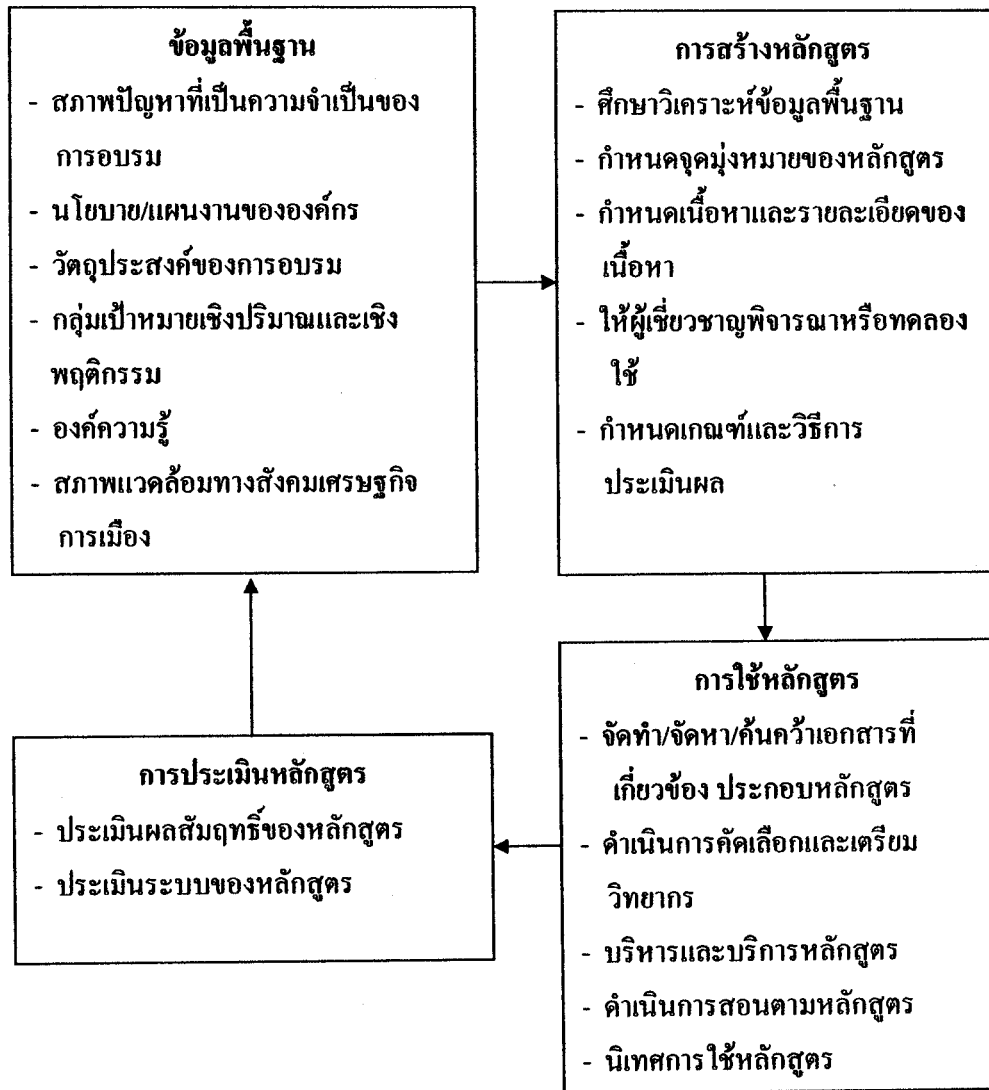 ข้อมูลพื้นฐาน
- สภาพปัญหาที่เป็นความจำเป็นของ
การอบรม
- นโยบาย/แผนงานขององค์กร
- วัตถุประสงค์ของการอบรม
- กลุ่มเป้าหมายเชิงปริมาณและเชิง
พฤติกรรม
- องค์ความรู้
- สภาพแวดล้อมทางสังคมเศรษฐกิจ
การเมือง
การสร้างหลักสูตร
- ศึกษาวิเคราะห์ข้อมูลพื้นฐาน
- กำหนดจุดมุ่งหมายของหลักสูตร
- กำหนดเนื้อหาและรายละเอียดของ
เนื้อหา
- ให้ผู้เชี่ยวชาญพิจารณาหรือทดลอง
ใช้
- กำหนดเกณฑ์และวิธีการ
ประเมินผล
การใช้หลักสูตร
- จัดทำ/จัดหา/ค้นคว้าเอกสารที่
เกี่ยวข้อง ประกอบหลักสูตร
- ดำเนินการคัดเลือกและเตรียม
วิทยากร
- บริหารและบริการหลักสูตร
- ดำเนินการสอนตามหลักสูตร
- นิเทศการใช้หลักสูตร
การประเมินหลักสูตร
- ประเมินผลสัมฤทธิ์ของหลักสูตร
- ประเมินระบบของหลักสูตร